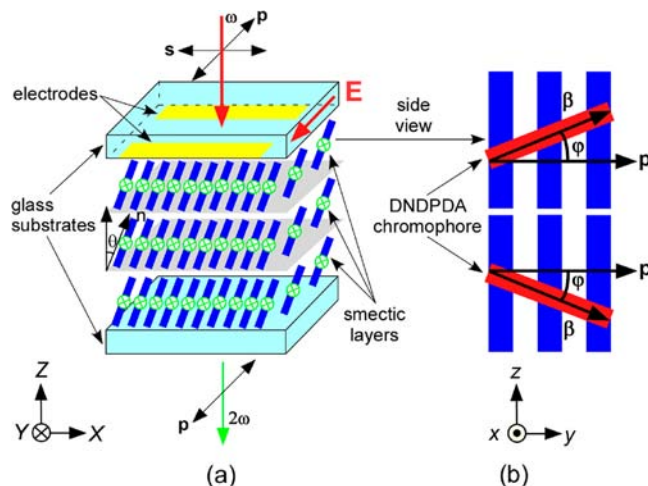 ω
p
s
electrodes
E
side
view
glass
substrates
θ
n
DNDPDA
chromophore
smectic
layers
p
2ω
β
φ
p
p
φ
β
Z
Y
X
z
x
y
(a)
(b)